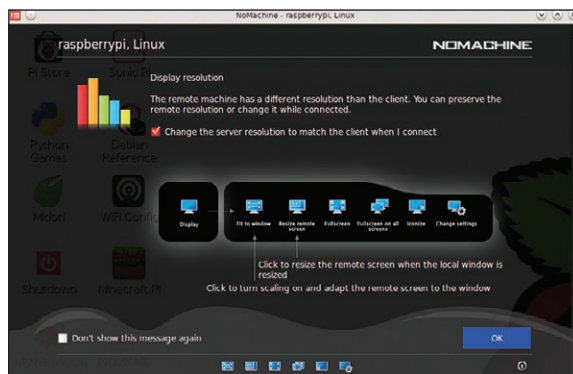 NoMachine - raspberrypi, Linux
raspberrypi, Linux
NOMACHINE
Pi Store
Sonic Pi
Display resolution
The remote machine has a different resolution than the client. You can preserve the
remote resolution or change it while connected.
Change the server resolution to match the client when I connect
Python
Games
Debian
Reference
Midori
WiFi Config
Display
Fit to window
Resize remote
screen
Fullscreen
Fullscreen on all
screens
Iconize
Change settings
Click to resize the remote screen when the local window is
resized
Click to turn scaling on and adapt the remote screen to the window
Shutdown
Minecraft Pi
Don't show this message again
OK